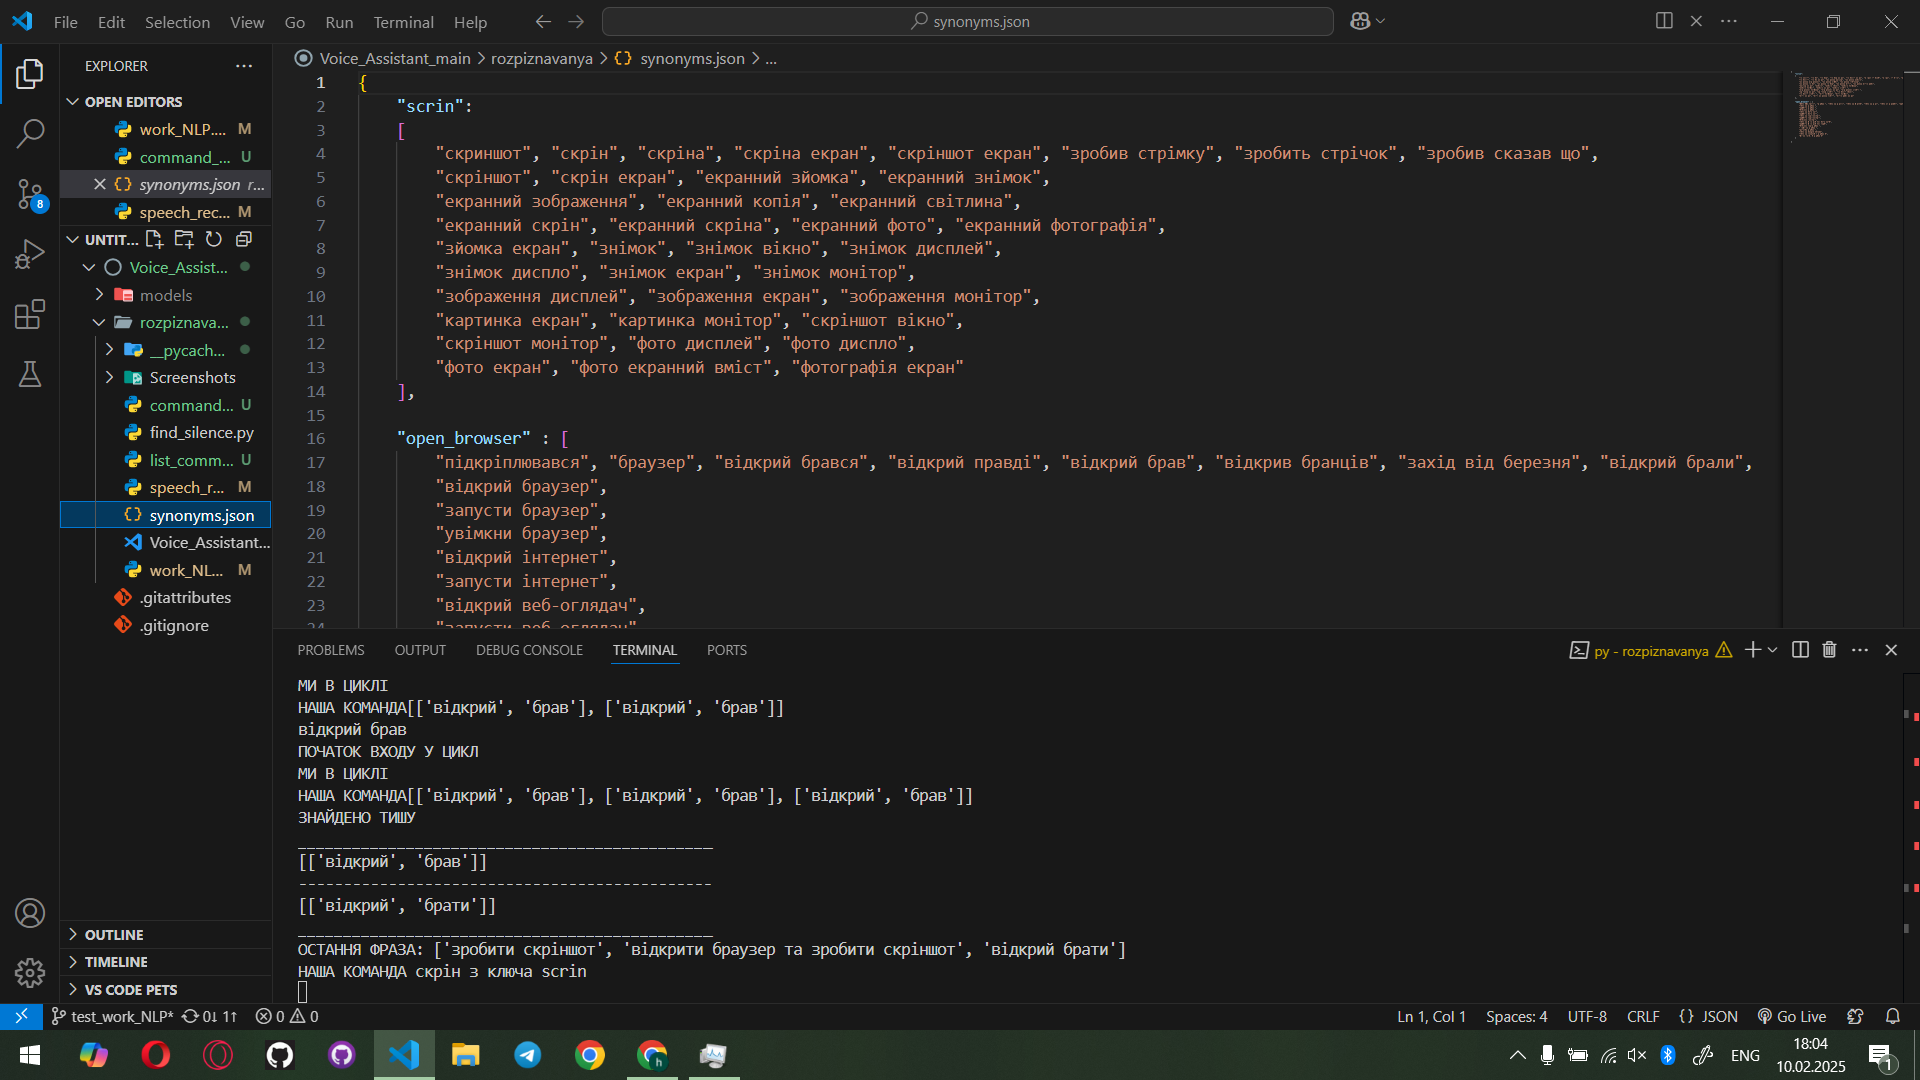 File Edit Selection View Go Run Terminal Help
synonyms.json
EXPLORER
OPEN EDITORS
work_NLP.... M
command_... U
synonyms.json r...
speech_rec... M
UNTIT...
Voice_Assist...
models
rozpiznava...
__pycach...
Screenshots
command... U
find_silence.py
list_comm... U
speech_r... M
synonyms.json
Voice_Assistant...
work_NL... M
.gitattributes
.gitignore
OUTLINE
TIMELINE
VS CODE PETS
8
Voice_Assistant_main > rozpiznavanya > {} synonyms.json > ...
1 {
2 "scrin":
3 [
4 "скриншот", "скрін", "скріна", "скріна екран", "скріншот екран", "зробив стрімку", "зробить стрічок", "зробив сказав що",
5 "скріншот", "скрін екран", "екранний зйомка", "екранний знімок",
6 "екранний зображення", "екранний копія", "екранний світлина",
7 "екранний скрін", "екранний скріна", "екранний фото", "екранний фотографія",
8 "зйомка екран", "знімок", "знімок вікно", "знімок дисплей",
9 "знімок диспло", "знімок екран", "знімок монітор",
10 "зображення дисплей", "зображення екран", "зображення монітор",
11 "картинка екран", "картинка монітор", "скріншот вікно",
12 "скріншот монітор", "фото дисплей", "фото диспло",
13 "фото екран", "фото екранний вміст", "фотографія екран"
14 ],
15
16 "open_browser" : [
17 "підкріплювався", "браузер", "відкрий брався", "відкрий правді", "відкрий брав", "відкрив бранців", "захід від березня", "відкрий брали",
18 "відкрий браузер",
19 "запусти браузер",
20 "увімкни браузер",
21 "відкрий інтернет",
22 "запусти інтернет",
23 "відкрий веб-оглядач",
24 "запусти веб-оглядач"
PROBLEMS OUTPUT DEBUG CONSOLE TERMINAL PORTS
py - rozpiznavanya
МИ В ЦИКЛІ
НАША КОМАНДА[['відкрий', 'брав'], ['відкрий', 'брав']]
відкрий брав
ПОЧАТОК ВХОДУ У ЦИКЛ
МИ В ЦИКЛІ
НАША КОМАНДА[['відкрий', 'брав'], ['відкрий', 'брав'], ['відкрий', 'брав']]
ЗНАЙДЕНО ТИШУ
______________________________________________
[['відкрий', 'брав']]
----------------------------------------------
[['відкрий', 'брати']]
______________________________________________
ОСТАННЯ ФРАЗА: ['зробити скріншот', 'відкрити браузер та зробити скріншот', 'відкрий брати']
НАША КОМАНДА скрін з ключа scrin
test_work_NLP* 0↓ 1↑ 0 0
Ln 1, Col 1 Spaces: 4 UTF-8 CRLF {} JSON Go Live
ENG
18:04
10.02.2025
1